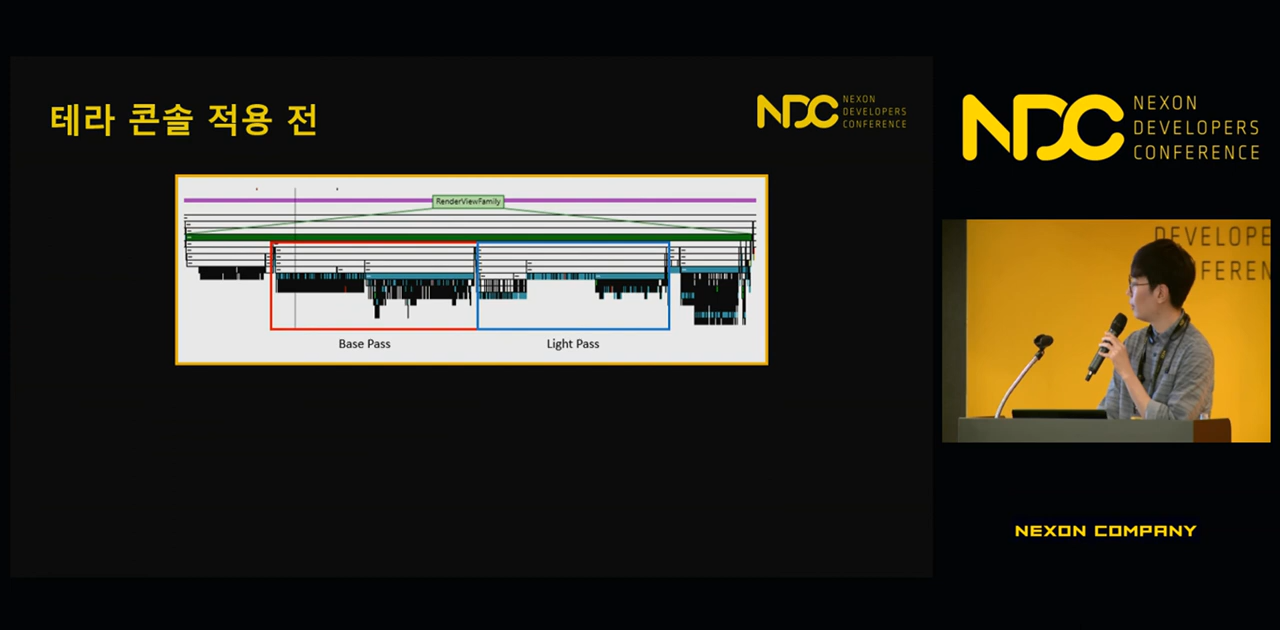 테라 콘솔 적용 전
NDC NEXON
DEVELOPERS
CONFERENCE
RenderViewFamily
Base Pass
Light Pass
NDC NEXON
DEVELOPERS
CONFERENCE
DEVELOPE
FEREN
NEXON COMPANY